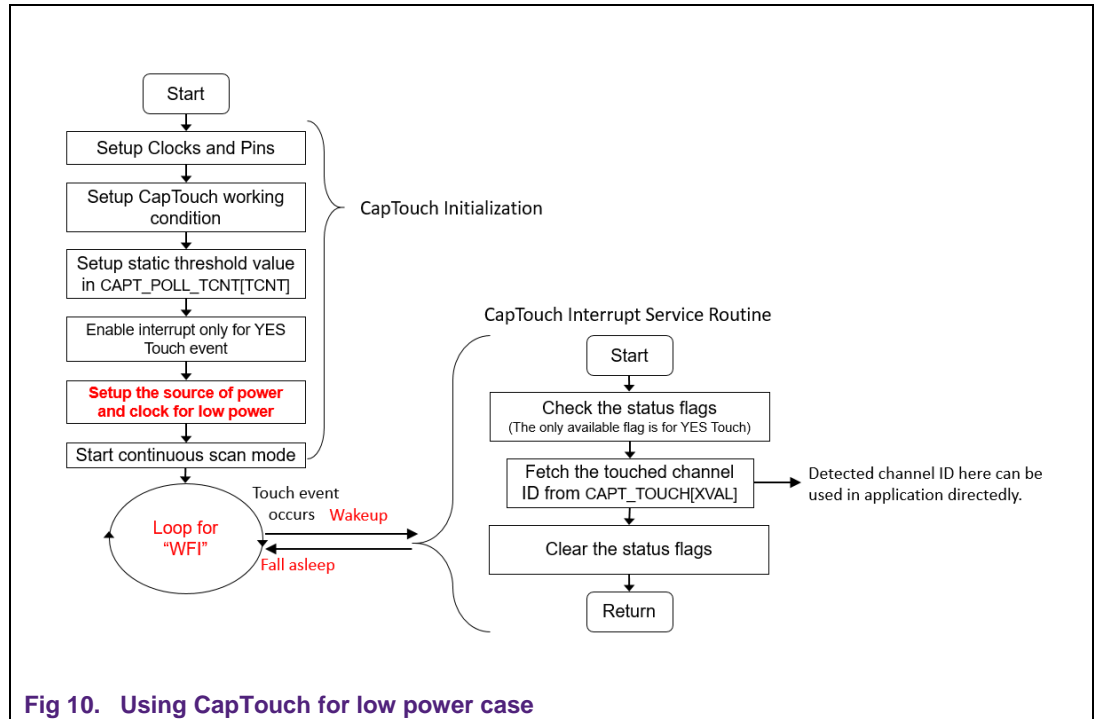 Start
Setup Clocks and Pins
Setup CapTouch working
condition
Setup static threshold value
in CAPT_POLL_TCNT[TCNT]
Enable interrupt only for YES
Touch event
Setup the source of power
and clock for low power
Start continuous scan mode
CapTouch Initialization
Loop for
“WFI”
Touch event
occurs Wakeup
Fall asleep
CapTouch Interrupt Service Routine
Start
Check the status flags
(The only available flag is for YES Touch)
Fetch the touched channel
ID from CAPT_TOUCH[XVAL]
Detected channel ID here can be
used in application directedly.
Clear the status flags
Return
Fig 10. Using CapTouch for low power case